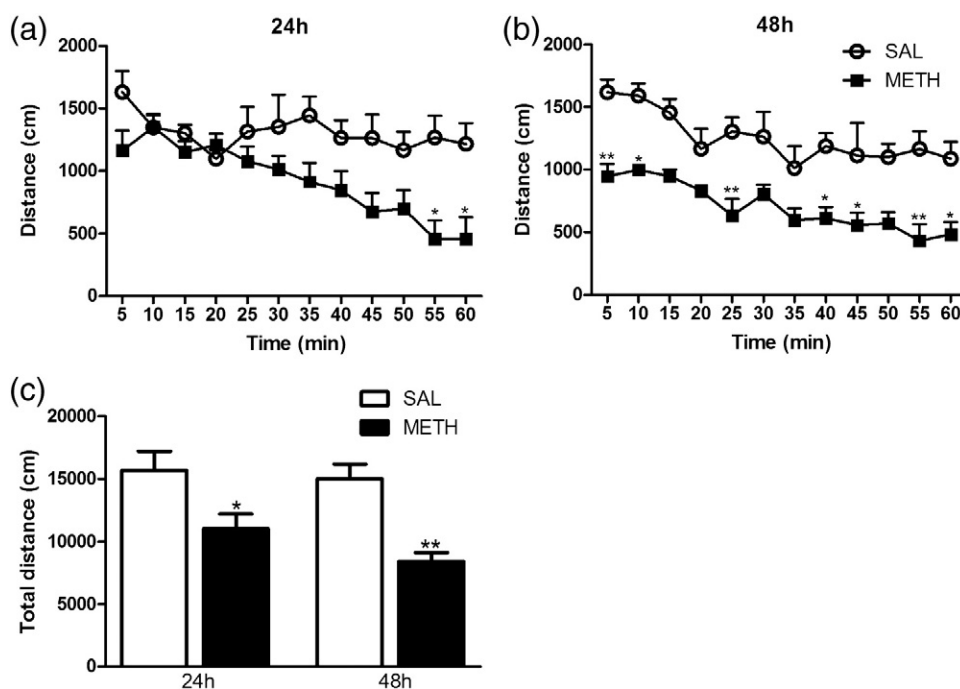 (a)
24h
2000
1500
1000
500
0
Distance (cm)
* *
5 10 15 20 25 30 35 40 45 50 55 60
Time (min)
(b)
48h
SAL
METH
2000
1500
1000
500
0
Distance (cm)
** * ** * * ** *
5 10 15 20 25 30 35 40 45 50 55 60
Time (min)
(c)
SAL
METH
20000
15000
10000
5000
0
Total distance (cm)
*
**
24h 48h